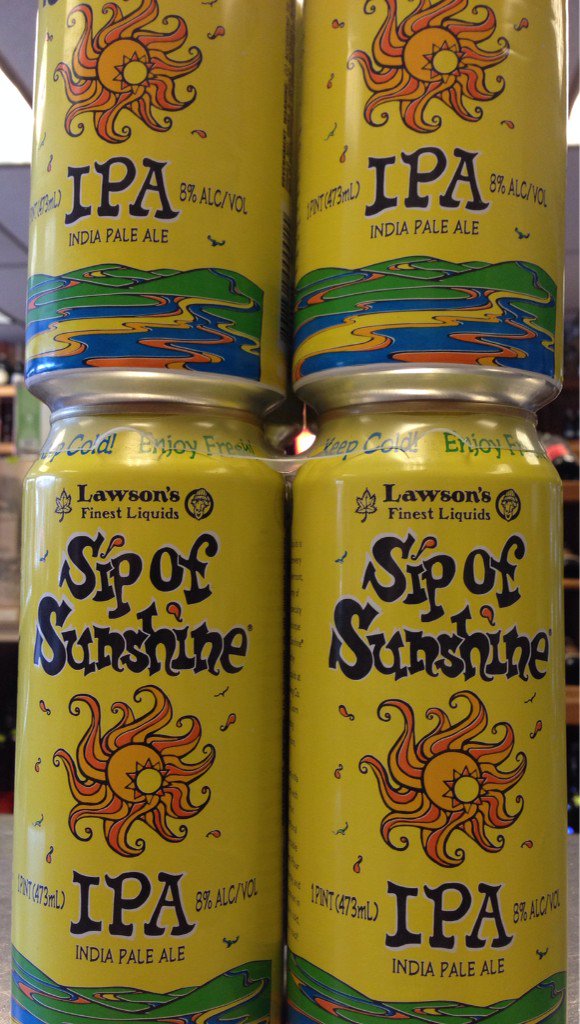 IPA
8% ALC/VOL
INDIA PALE ALE
1 PINT (473mL)
IPA
8% ALC/VOL
INDIA PALE ALE
Keep Cold! Enjoy Fresh
Keep Cold! Enjoy
Lawson's
Finest Liquids
Sip of
Sunshine®
1 PINT (473mL)
IPA
8% ALC/VOL
INDIA PALE ALE
Lawson's
Finest Liquids
Sip of
Sunshine®
1 PINT (473mL)
IPA
8% ALC/VOL
INDIA PALE ALE